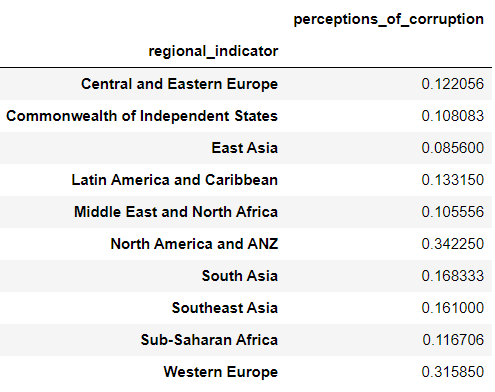 perceptions_of_corruption
regional_indicator
Central and Eastern Europe 0.122056
Commonwealth of Independent States 0.108083
East Asia 0.085600
Latin America and Caribbean 0.133150
Middle East and North Africa 0.105556
North America and ANZ 0.342250
South Asia 0.168333
Southeast Asia 0.161000
Sub-Saharan Africa 0.116706
Western Europe 0.315850